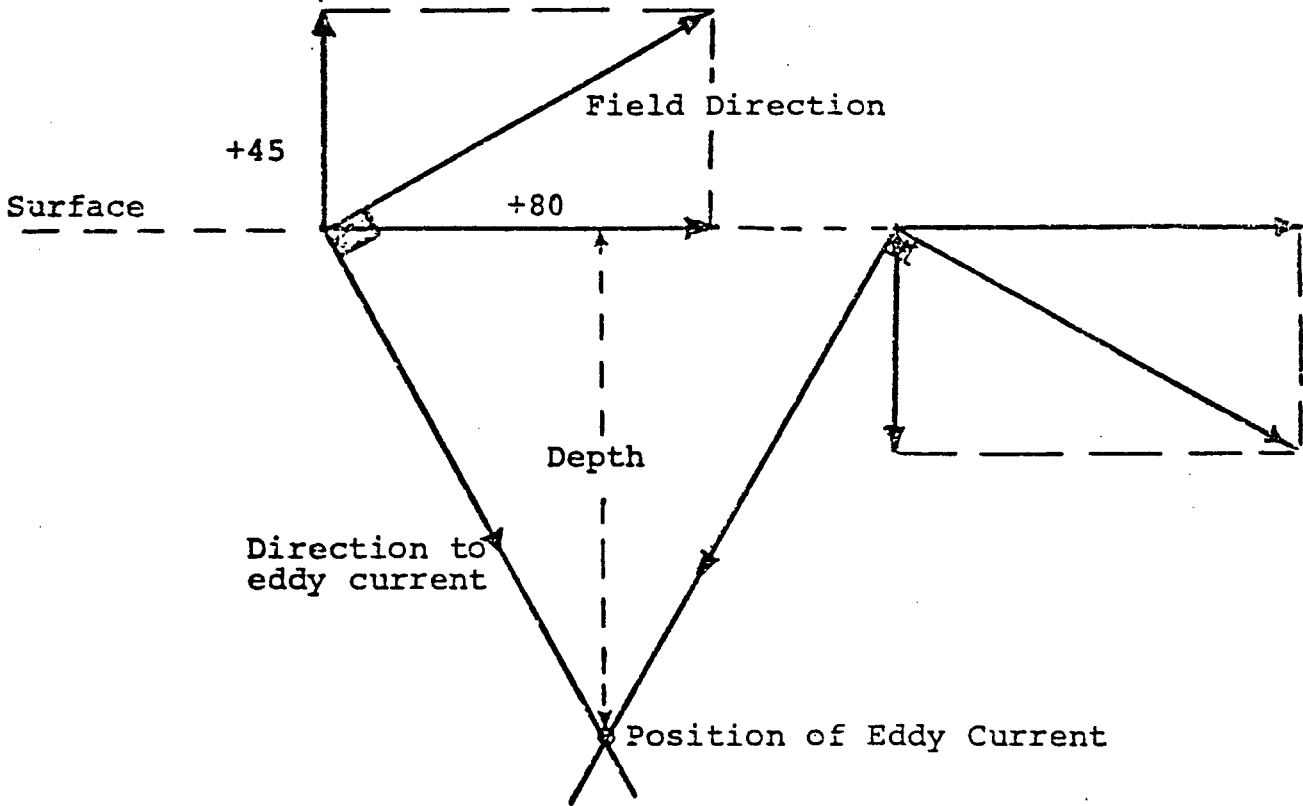 Field Direction
+45
+80
Surface
Depth
Direction to
eddy current
Position of Eddy Current